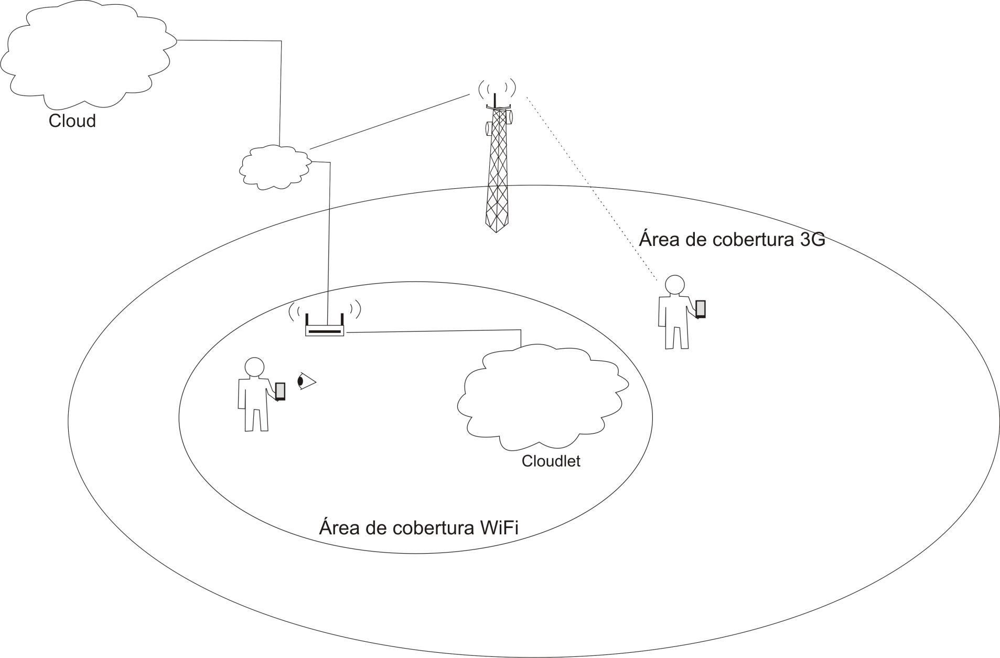 Cloud
Área de cobertura 3G
Cloudlet
Área de cobertura WiFi